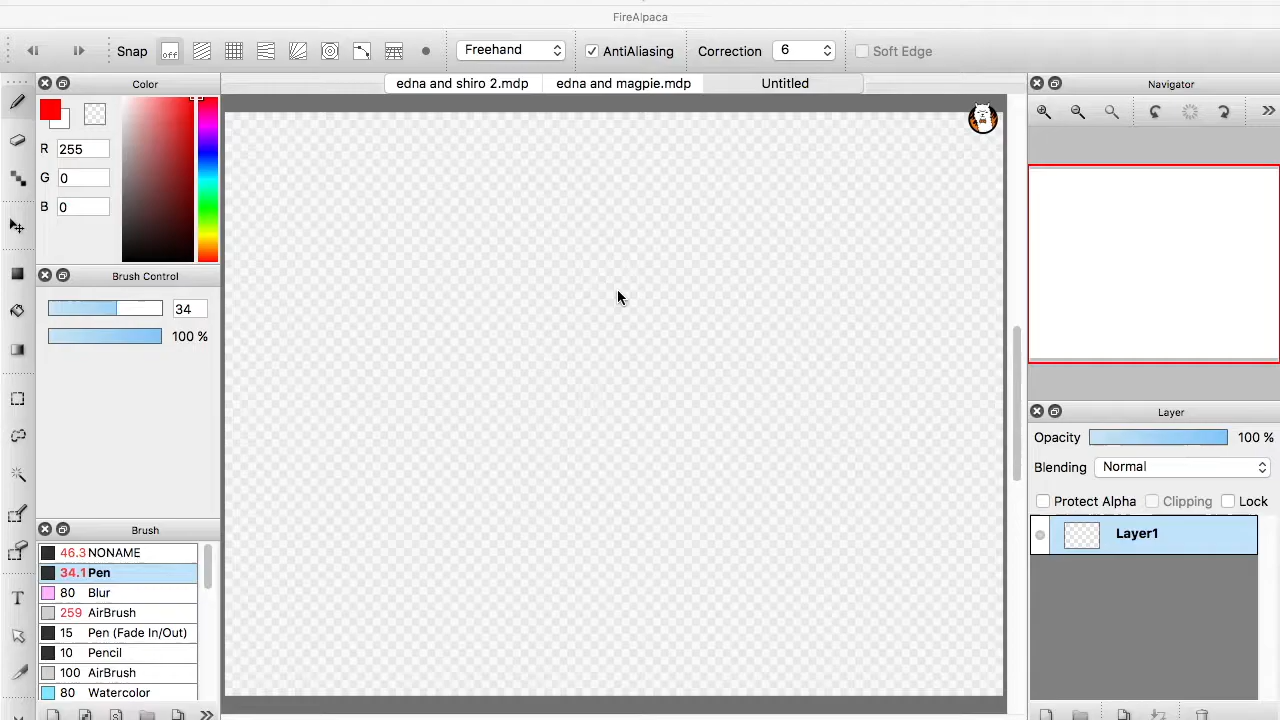 FireAlpaca
Snap off Freehand AntiAliasing Correction 6 Soft Edge
Color edna and shiro 2.mdp edna and magpie.mdp Untitled Navigator
R 255
G 0
B 0
Brush Control
34
100 %
Layer
Opacity 100 %
Blending Normal
Protect Alpha Clipping Lock
Layer1
Brush
46.3 NONAME
34.1 Pen
80 Blur
259 AirBrush
15 Pen (Fade In/Out)
10 Pencil
100 AirBrush
80 Watercolor
T